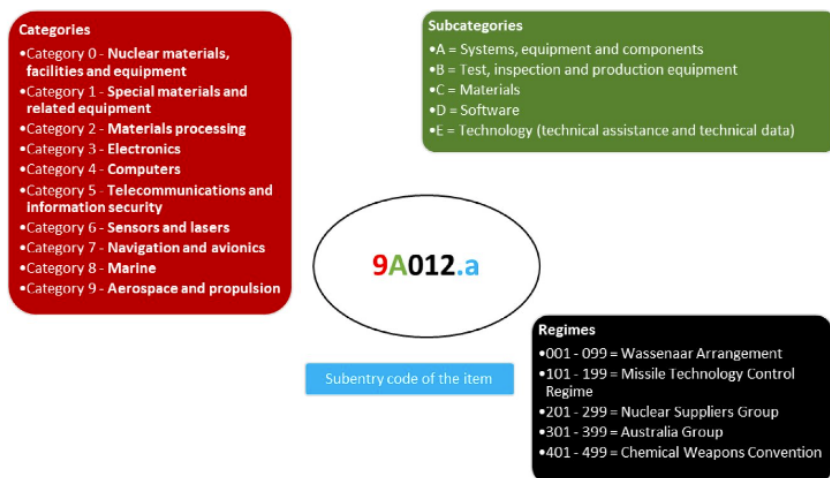 Categories
•Category 0 - Nuclear materials,
facilities and equipment
•Category 1 - Special materials and
related equipment
•Category 2 - Materials processing
•Category 3 - Electronics
•Category 4 - Computers
•Category 5 - Telecommunications and
information security
•Category 6 - Sensors and lasers
•Category 7 - Navigation and avionics
•Category 8 - Marine
•Category 9 - Aerospace and propulsion
Subcategories
•A = Systems, equipment and components
•B = Test, inspection and production equipment
•C = Materials
•D = Software
•E = Technology (technical assistance and technical data)
9A012.a
Subentry code of the item
Regimes
•001 - 099 = Wassenaar Arrangement
•101 - 199 = Missile Technology Control
Regime
•201 - 299 = Nuclear Suppliers Group
•301 - 399 = Australia Group
•401 - 499 = Chemical Weapons Convention